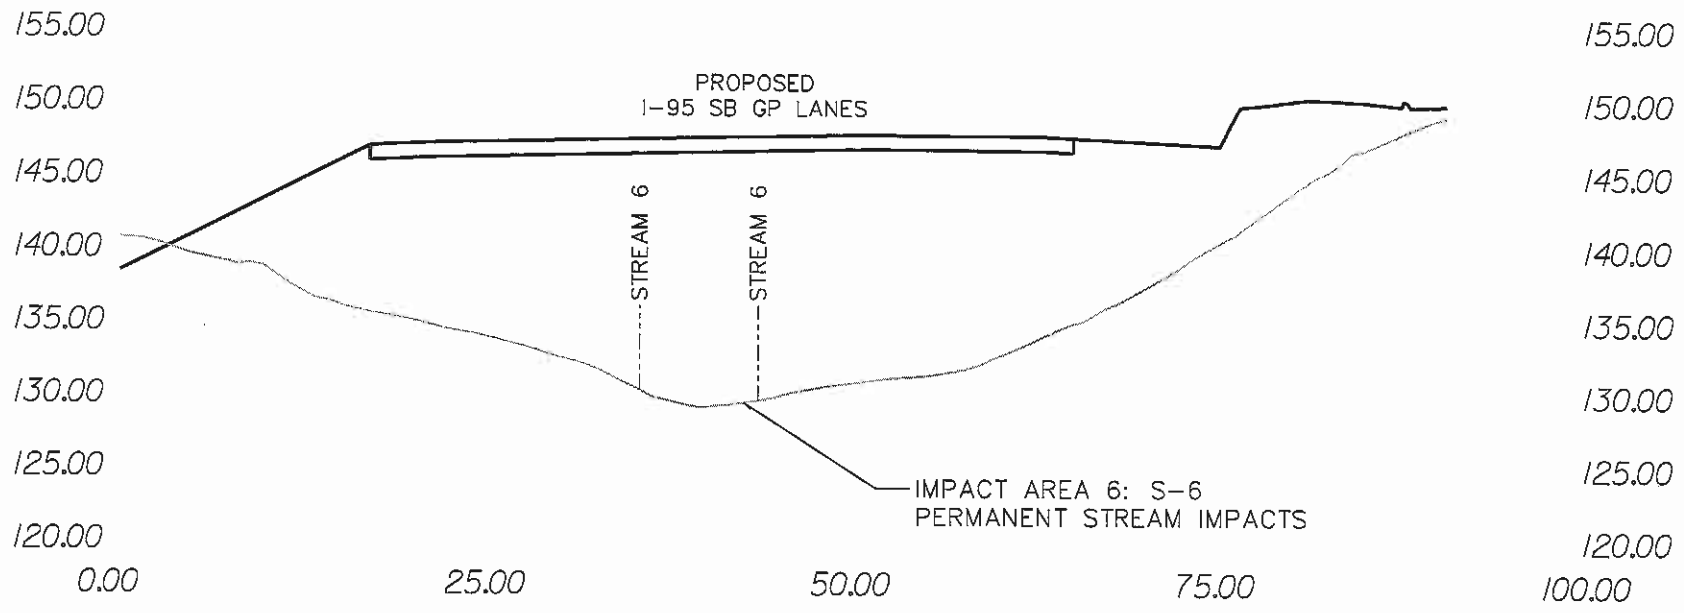 155.00 155.00
PROPOSED
I-95 SB GP LANES
150.00 150.00
145.00 145.00
STREAM 6
STREAM 6
140.00 140.00
135.00 135.00
130.00 130.00
125.00 125.00
IMPACT AREA 6: S-6
PERMANENT STREAM IMPACTS
120.00 120.00
0.00 25.00 50.00 75.00 100.00